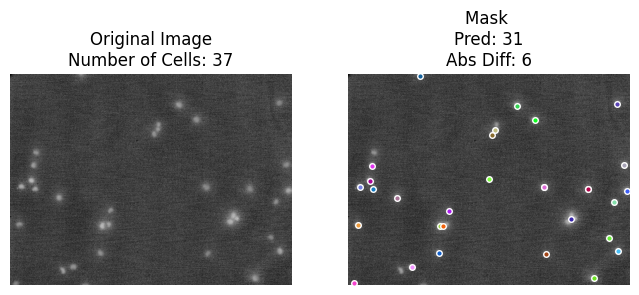 Original Image
Number of Cells: 37
Mask
Pred: 31
Abs Diff: 6